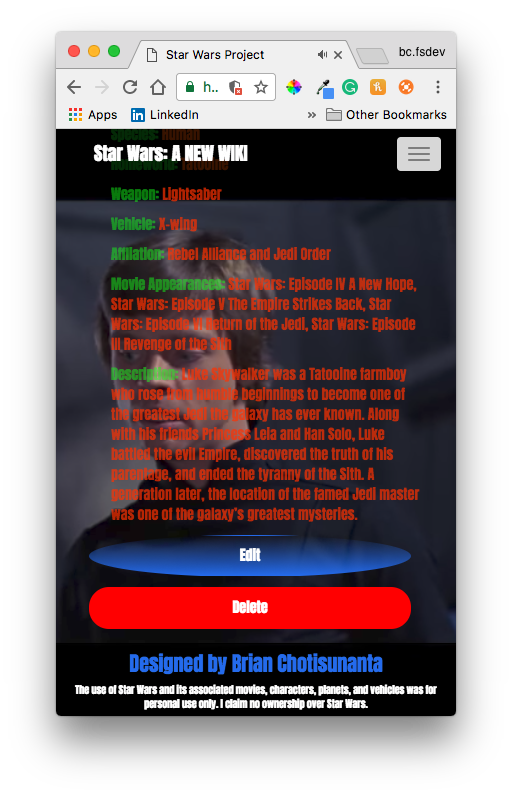 Star Wars Project
bc.fsdev
h..
Apps
LinkedIn
»
Other Bookmarks
Species: Human
Star Wars: A NEW WIKI
Homeworld: Tatooine
Weapon: Lightsaber
Vehicle: X-wing
Affilation: Rebel Alliance and Jedi Order
Movie Appearances: Star Wars: Episode IV A New Hope,
Star Wars: Episode V The Empire Strikes Back, Star
Wars: Episode VI Return of the Jedi, Star Wars: Episode
III Revenge of the Sith
Description: Luke Skywalker was a Tatooine farmboy
who rose from humble beginnings to become one of
the greatest Jedi the galaxy has ever known. Along
with his friends Princess Leia and Han Solo, Luke
battled the evil Empire, discovered the truth of his
parentage, and ended the tyranny of the Sith. A
generation later, the location of the famed Jedi master
was one of the galaxy's greatest mysteries.
Edit
Delete
Designed by Brian Chotisunanta
The use of Star Wars and its associated movies, characters, planets, and vehicles was for
personal use only. I claim no ownership over Star Wars.